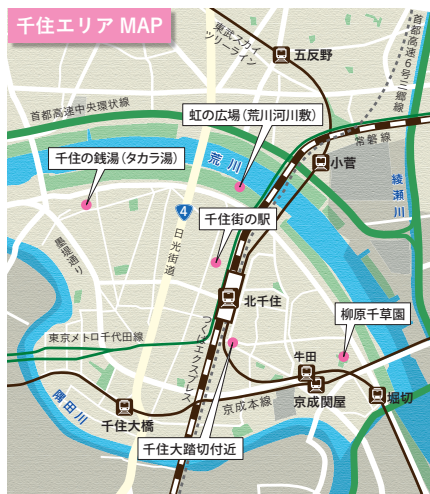 千住エリア MAP
東武スカイ
ツリーライン
五反野
首都高速6号三郷線
首都高速中央環状線
虹の広場(荒川河川敷)
常磐線
荒川
小菅
千住の銭湯(タカラ湯)
綾瀬川
4
千住街の駅
墨堤通り
日光街道
北千住
柳原千草園
東京メトロ千代田線
つくばエクスプレス
牛田
京成関屋
堀切
京成本線
隅田川
千住大橋
千住大踏切付近